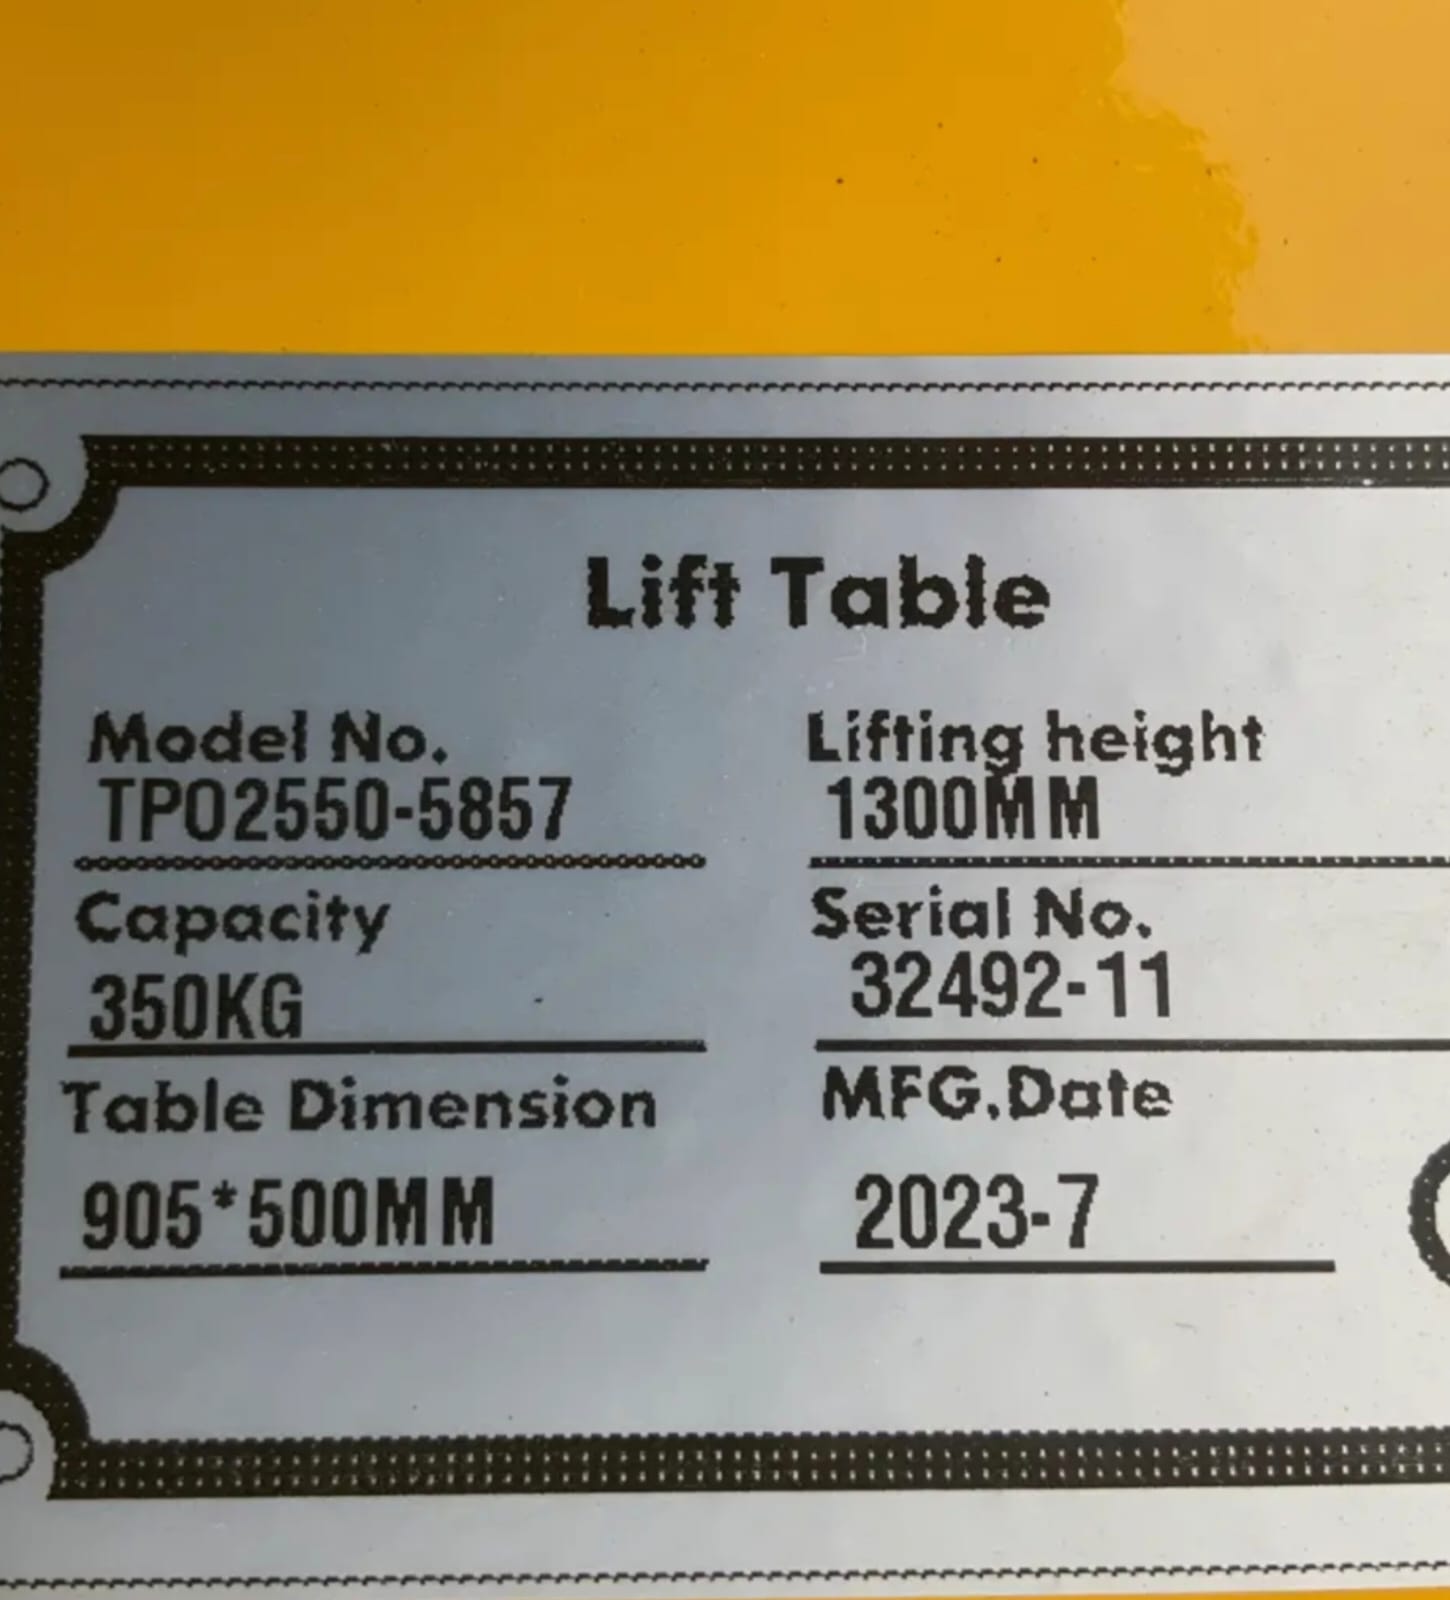 Lift Table
Model No.
TPO2550-5857
Lifting height
1300MM
Capacity
350KG
Serial No.
32492-11
Table Dimension
905*500MM
MFG.Date
2023-7